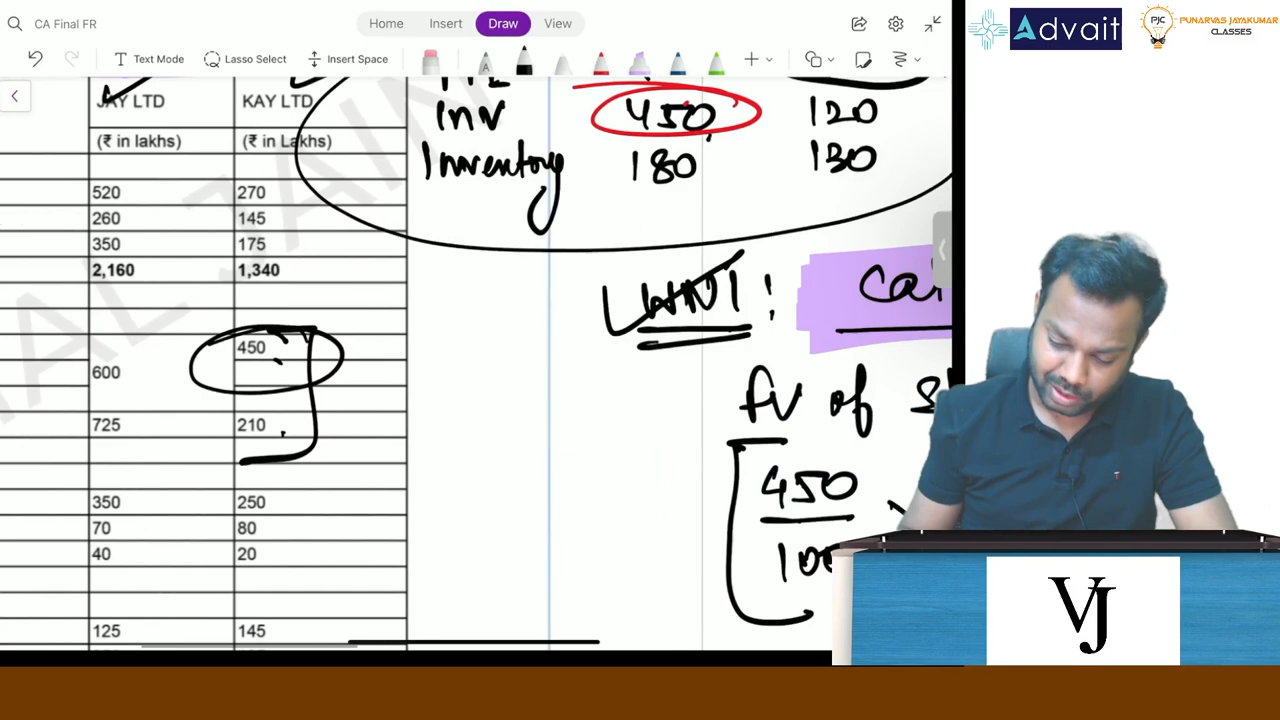 CA Final FR
Home Insert Draw View
Text Mode Lasso Select Insert Space
Advait
PJC
PUNARVAS JAYAKUMAR
CLASSES
JAY LTD KAY LTD
(₹ in lakhs) (₹ in Lakhs)
520 270
260 145
350 175
2,160 1,340
450
600
725 210
350 250
70 80
40 20
125 145
Inv 450 120
Inventory 180 130
WN1 :
FV of
450
100
JAIN
VJ